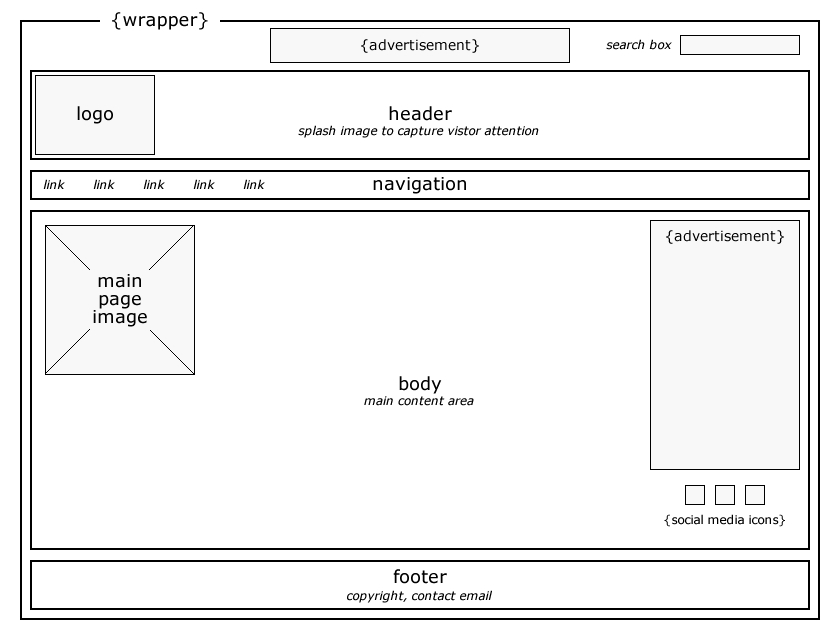 {wrapper}
{advertisement}
search box
logo
header
splash image to capture vistor attention
link link link link link
navigation
main
page
image
{advertisement}
body
main content area
{social media icons}
footer
copyright, contact email